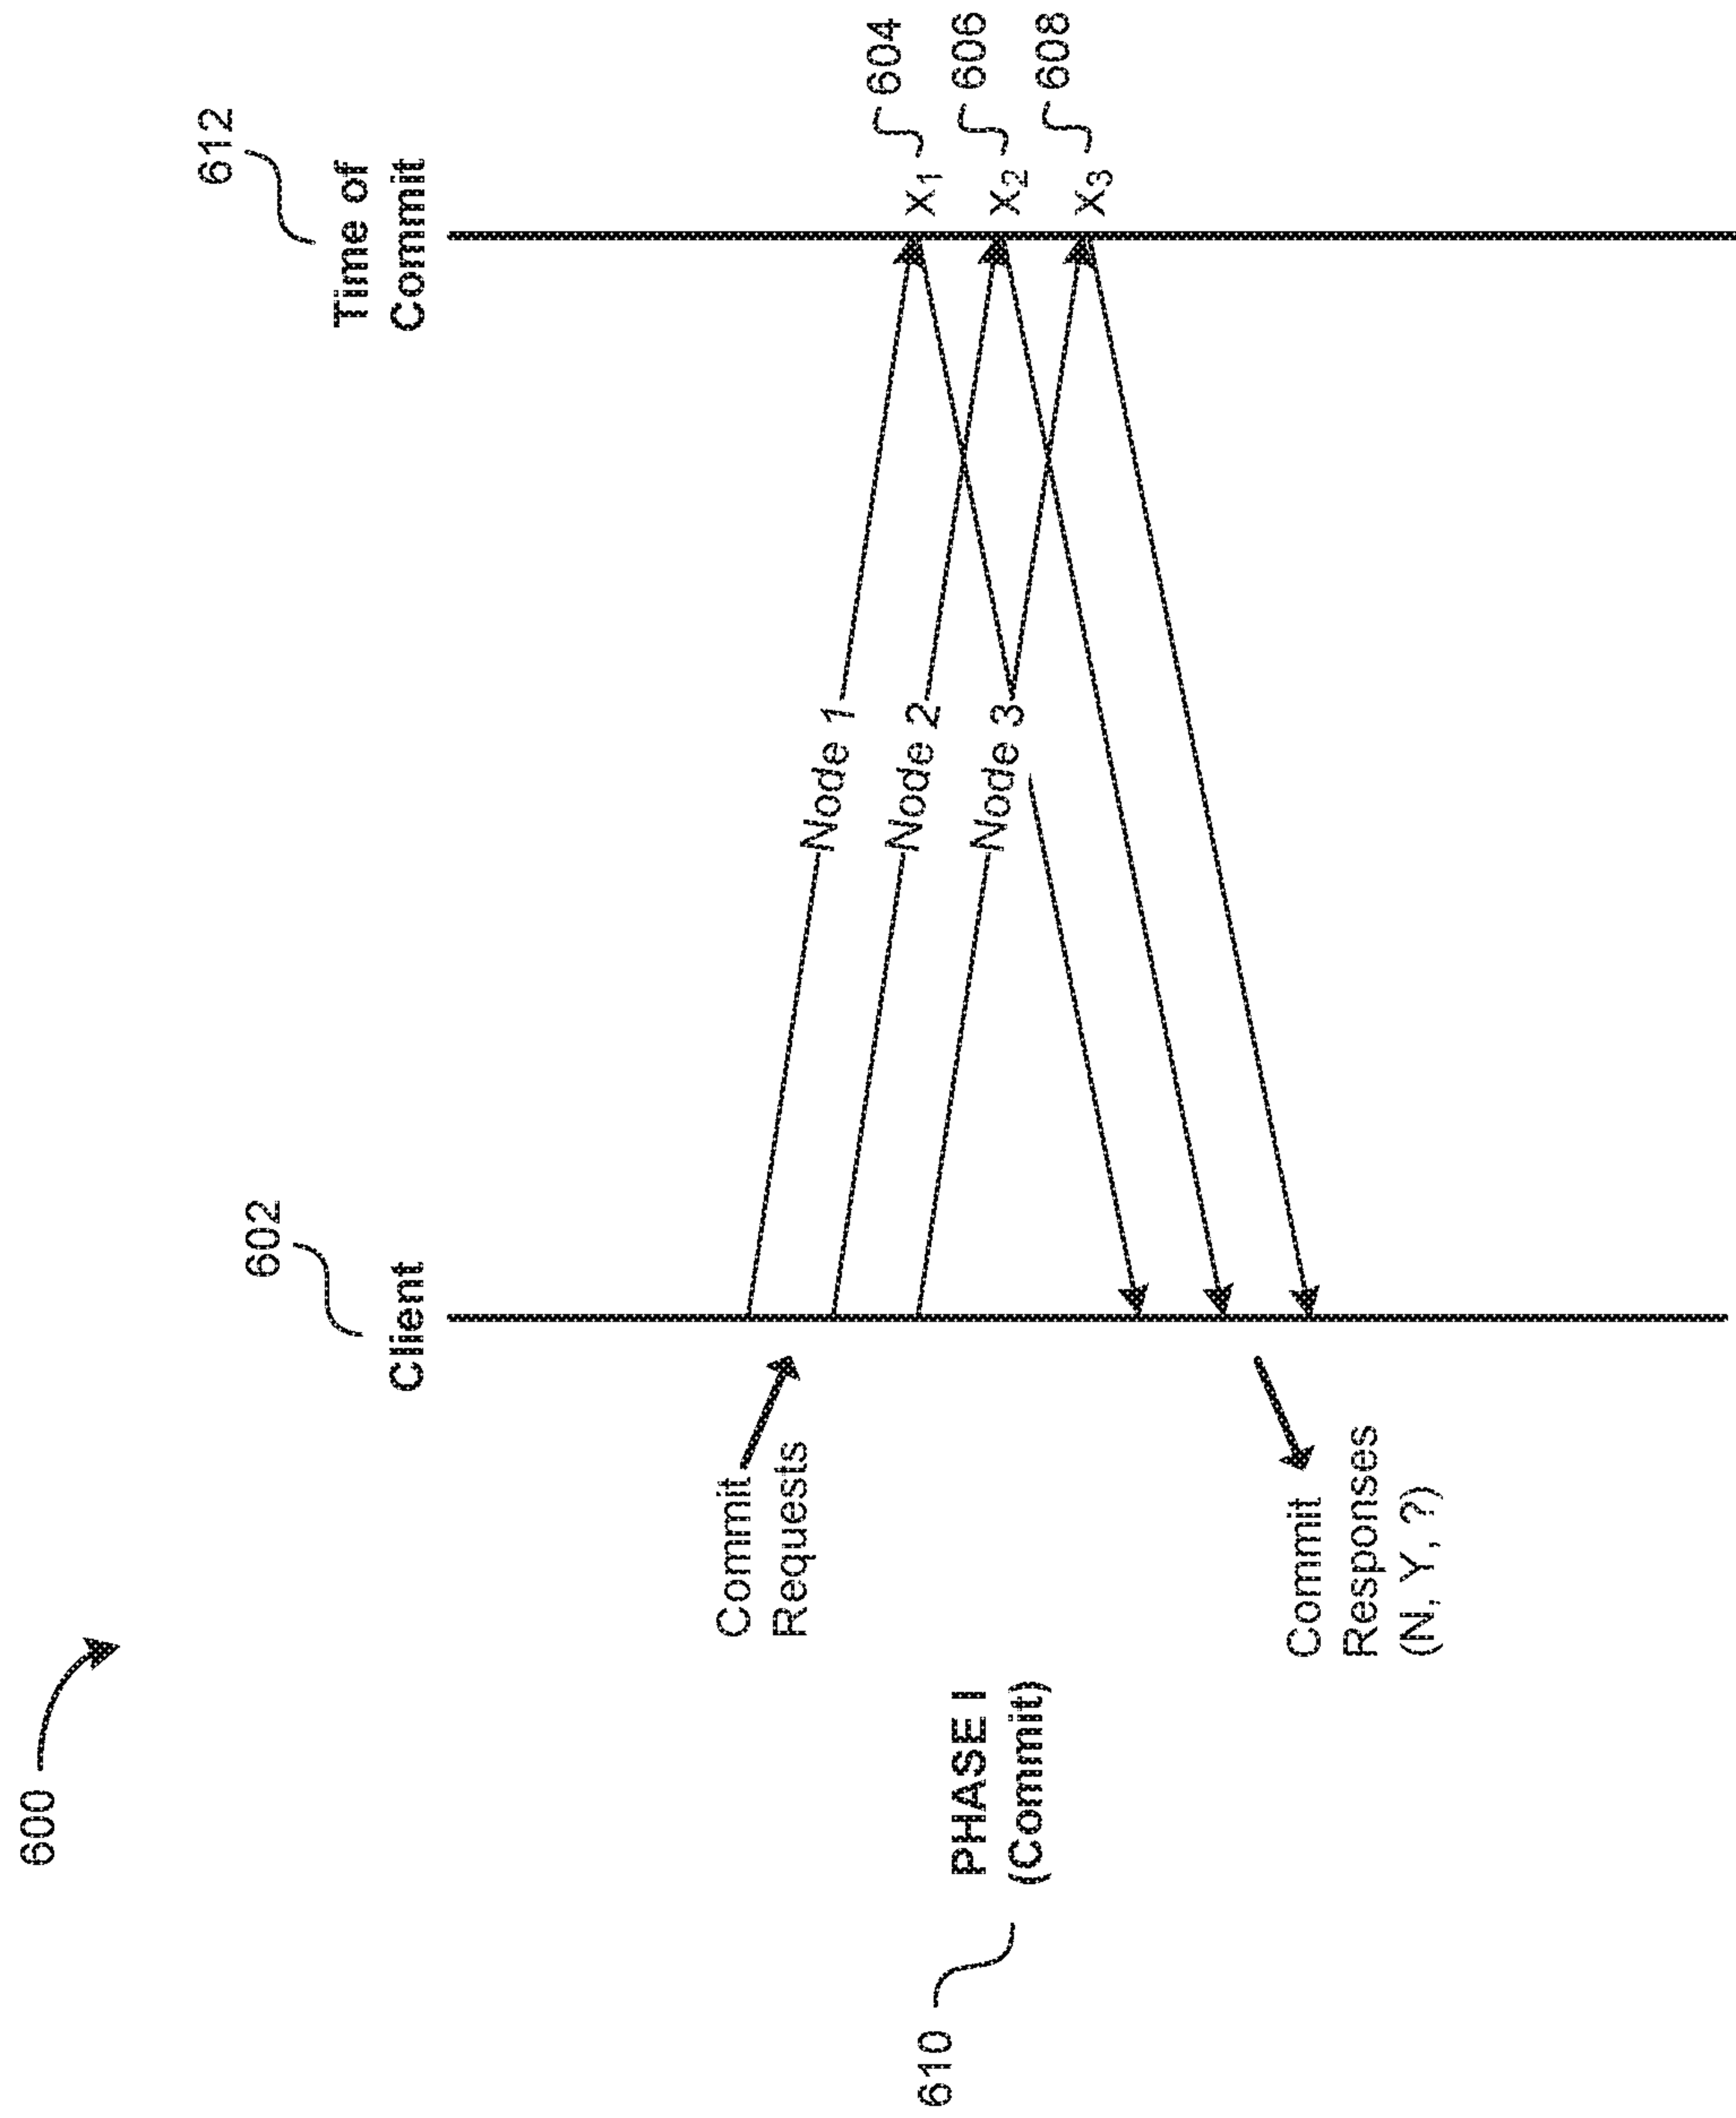 600
602
Client
612
Time of
Commit
Commit
Requests
Node 1
Node 2
Node 3
x1
604
x2
606
x3
608
610
PHASE I
(Commit)
Commit
Responses
(N, Y, ?)